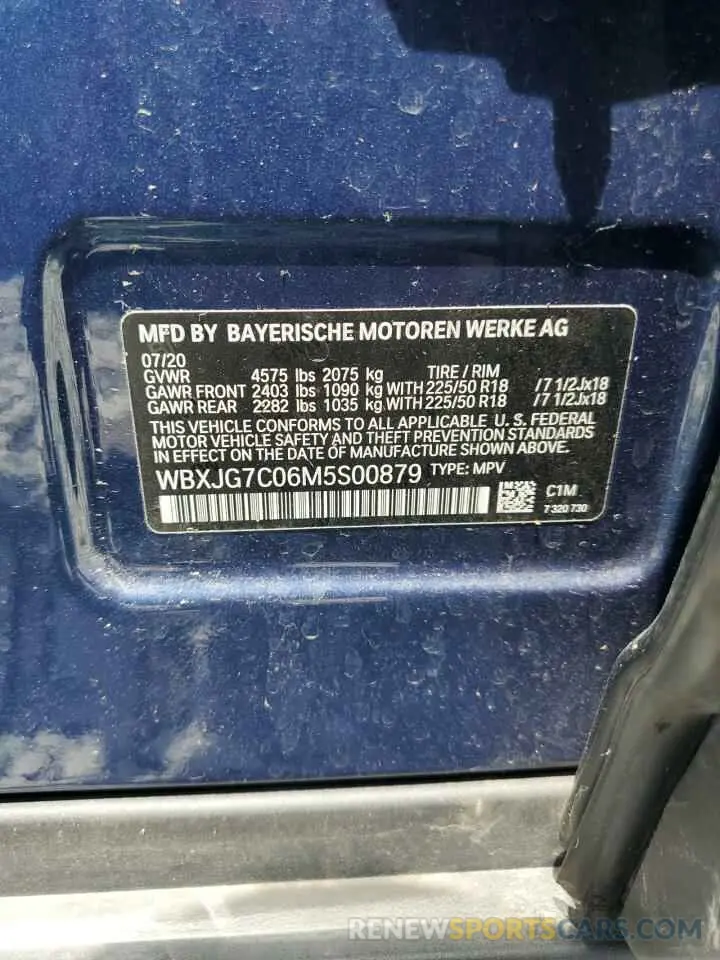 MFD BY BAYERISCHE MOTOREN WERKE AG
07/20
GVWR 4575 lbs 2075 kg TIRE / RIM
GAWR FRONT 2403 lbs 1090 kg WITH 225/50 R18 /7 1/2Jx18
GAWR REAR 2282 lbs 1035 kg WITH 225/50 R18 /7 1/2Jx18
THIS VEHICLE CONFORMS TO ALL APPLICABLE U. S. FEDERAL
MOTOR VEHICLE SAFETY AND THEFT PREVENTION STANDARDS
IN EFFECT ON THE DATE OF MANUFACTURE SHOWN ABOVE.
WBXJG7C06M5S00879 TYPE: MPV
C1M
7 320 730
RENEWSPORTSCARS.COM